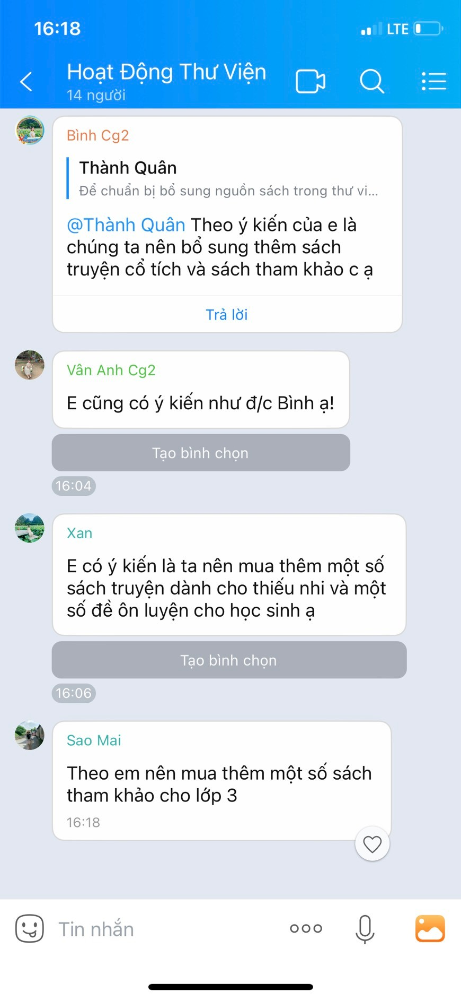 16:18
LTE
Hoạt Động Thư Viện
14 người
Bình Cg2
Thành Quân
Để chuẩn bị bổ sung nguồn sách trong thư vi...
@Thành Quân Theo ý kiến của e là
chúng ta nên bổ sung thêm sách
truyện cổ tích và sách tham khảo c ạ
Trả lời
Vân Anh Cg2
E cũng có ý kiến như đ/c Bình ạ!
Tạo bình chọn
16:04
Xan
E có ý kiến là ta nên mua thêm một số
sách truyện dành cho thiếu nhi và một
số đề ôn luyện cho học sinh ạ
Tạo bình chọn
16:06
Sao Mai
Theo em nên mua thêm một số sách
tham khảo cho lớp 3
16:18
Tin nhắn